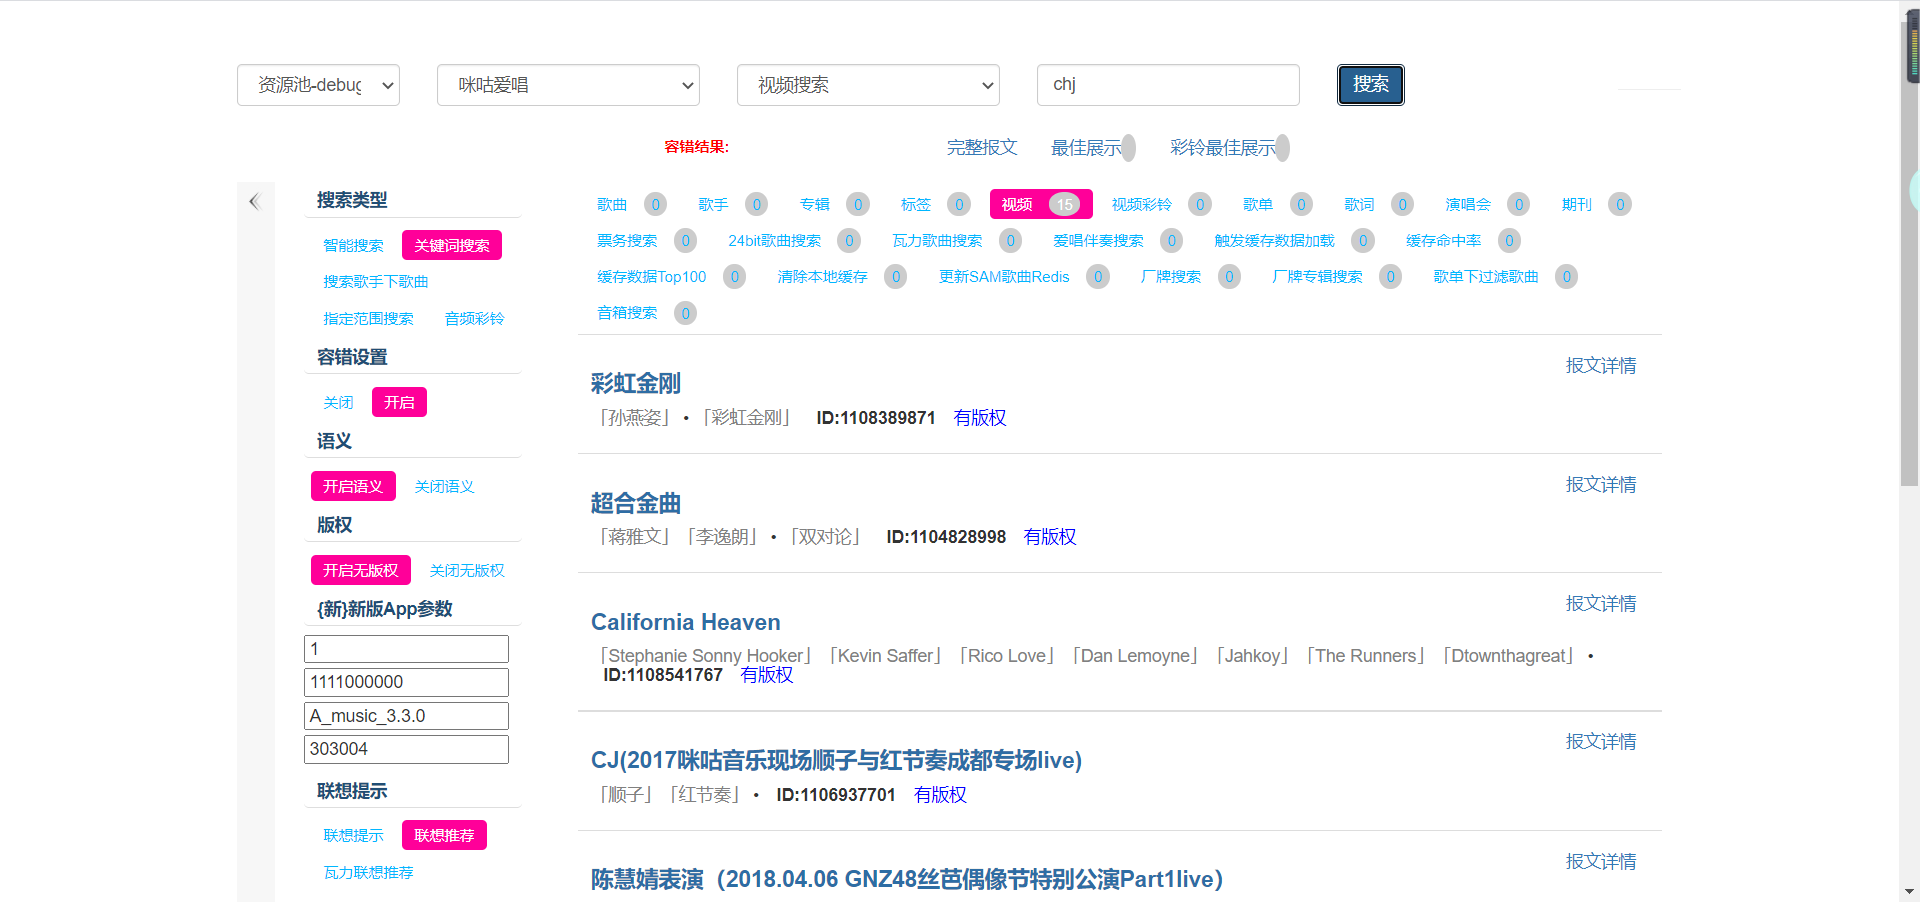 资源池-debug 咪咕爱唱 视频搜索 chj 搜索
容错结果: 完整报文 最佳展示 彩铃最佳展示
搜索类型
智能搜索 关键词搜索
搜索歌手下歌曲
指定范围搜索 音频彩铃
容错设置
关闭 开启
语义
开启语义 关闭语义
版权
开启无版权 关闭无版权
{新}新版App参数
1
1111000000
A_music_3.3.0
303004
联想提示
联想提示 联想推荐
瓦力联想推荐
歌曲 0 歌手 0 专辑 0 标签 0 视频 15 视频彩铃 0 歌单 0 歌词 0 演唱会 0 期刊 0
票务搜索 0 24bit歌曲搜索 0 瓦力歌曲搜索 0 爱唱伴奏搜索 0 触发缓存数据加载 0 缓存命中率 0
缓存数据Top100 0 清除本地缓存 0 更新SAM歌曲Redis 0 厂牌搜索 0 厂牌专辑搜索 0 歌单下过滤歌曲 0
音箱搜索 0
报文详情
彩虹金刚
「孙燕姿」 • 「彩虹金刚」 ID:1108389871 有版权
报文详情
超合金曲
「蒋雅文」 「李逸朗」 • 「双对论」 ID:1104828998 有版权
报文详情
California Heaven
「Stephanie Sonny Hooker」 「Kevin Saffer」 「Rico Love」 「Dan Lemoyne」 「Jahkoy」 「The Runners」 「Dtownthagreat」 •
ID:1108541767 有版权
报文详情
CJ(2017咪咕音乐现场顺子与红节奏成都专场live)
「顺子」 「红节奏」 • ID:1106937701 有版权
报文详情
陈慧婧表演（2018.04.06 GNZ48丝芭偶像节特别公演Part1live）